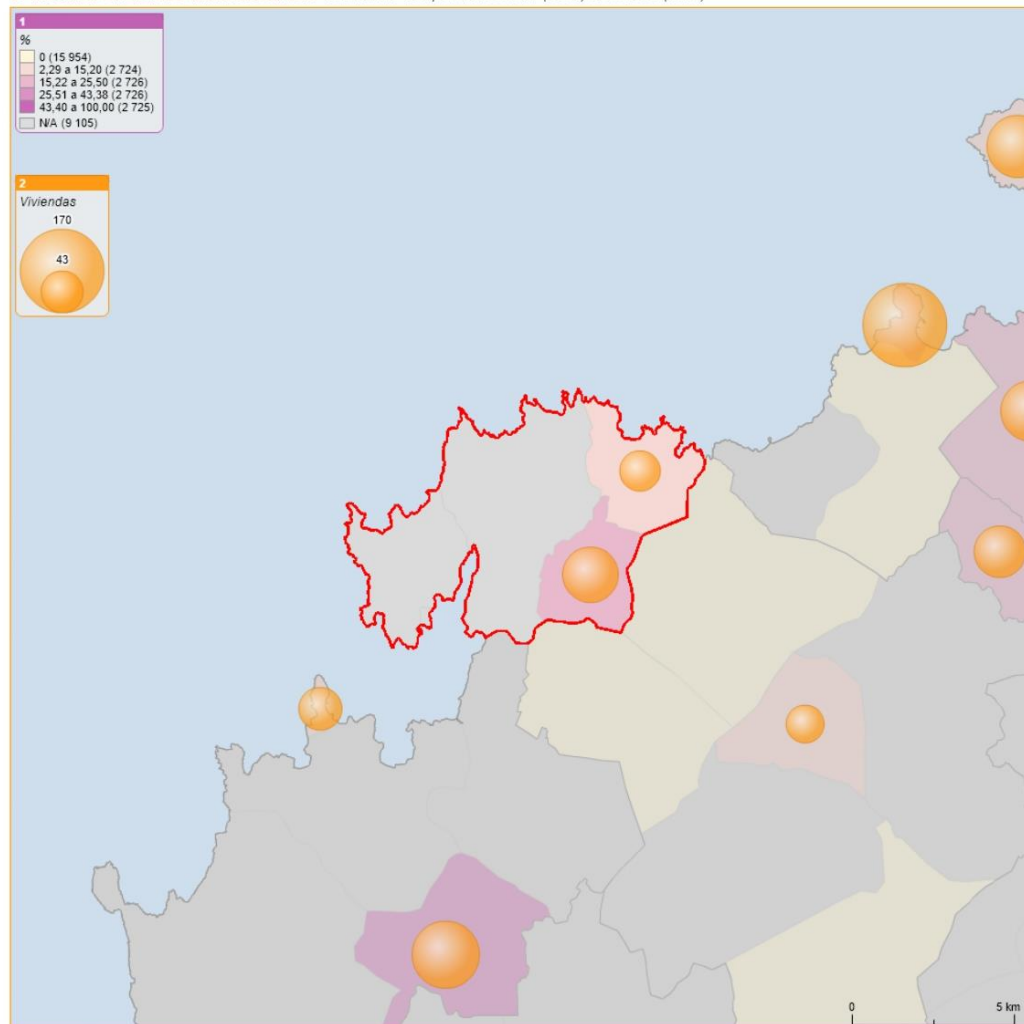 1
%
0 (15 954)
2,29 a 15,20 (2 724)
15,22 a 25,50 (2 726)
25,51 a 43,38 (2 726)
43,40 a 100,00 (2 725)
N/A (9 105)
2
Viviendas
170
43
0
5 km